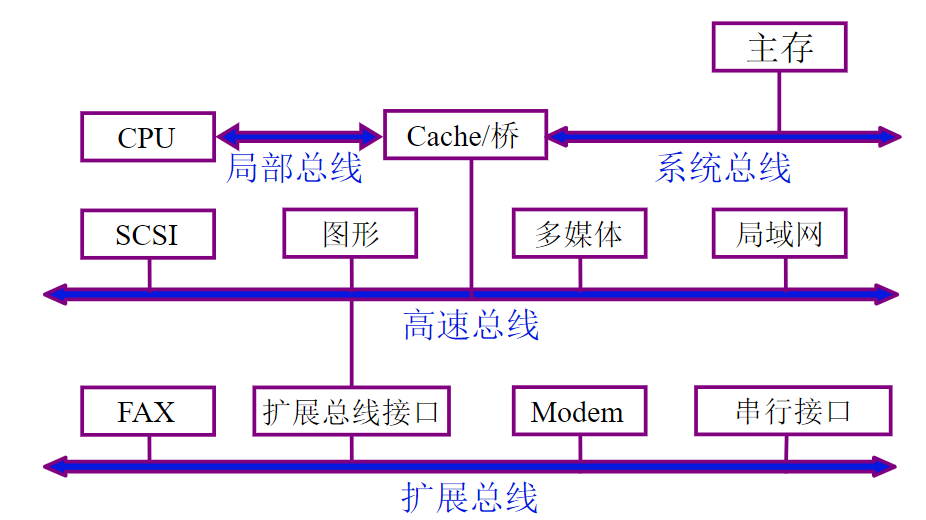 主存
CPU
Cache/桥
局部总线
系统总线
SCSI
图形
多媒体
局域网
高速总线
FAX
扩展总线接口
Modem
串行接口
扩展总线